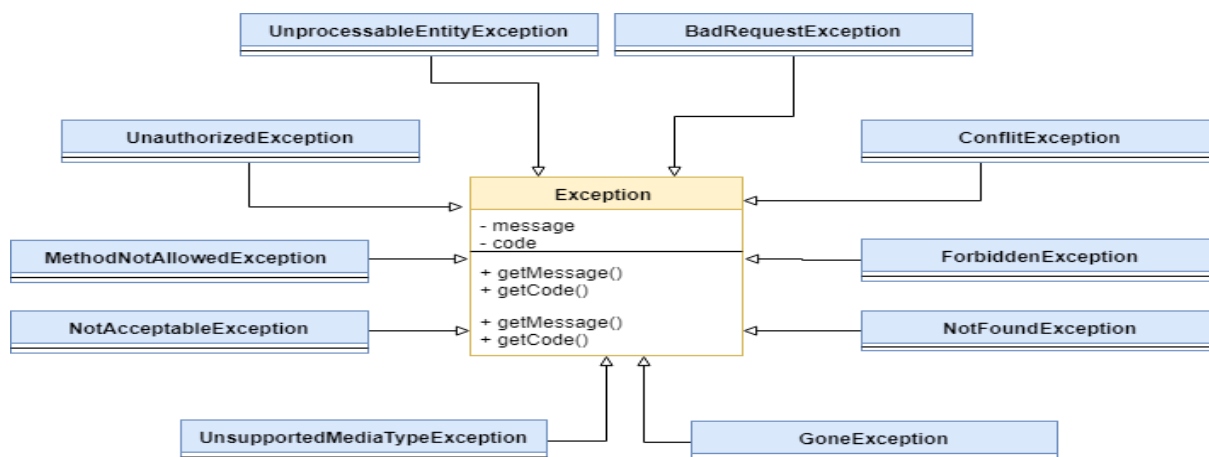 UnprocessableEntityException
BadRequestException
UnauthorizedException
ConflitException
Exception
- message
- code
+ getMessage()
+ getCode()
+ getMessage()
+ getCode()
MethodNotAllowedException
ForbiddenException
NotAcceptableException
NotFoundException
UnsupportedMediaTypeException
GoneException